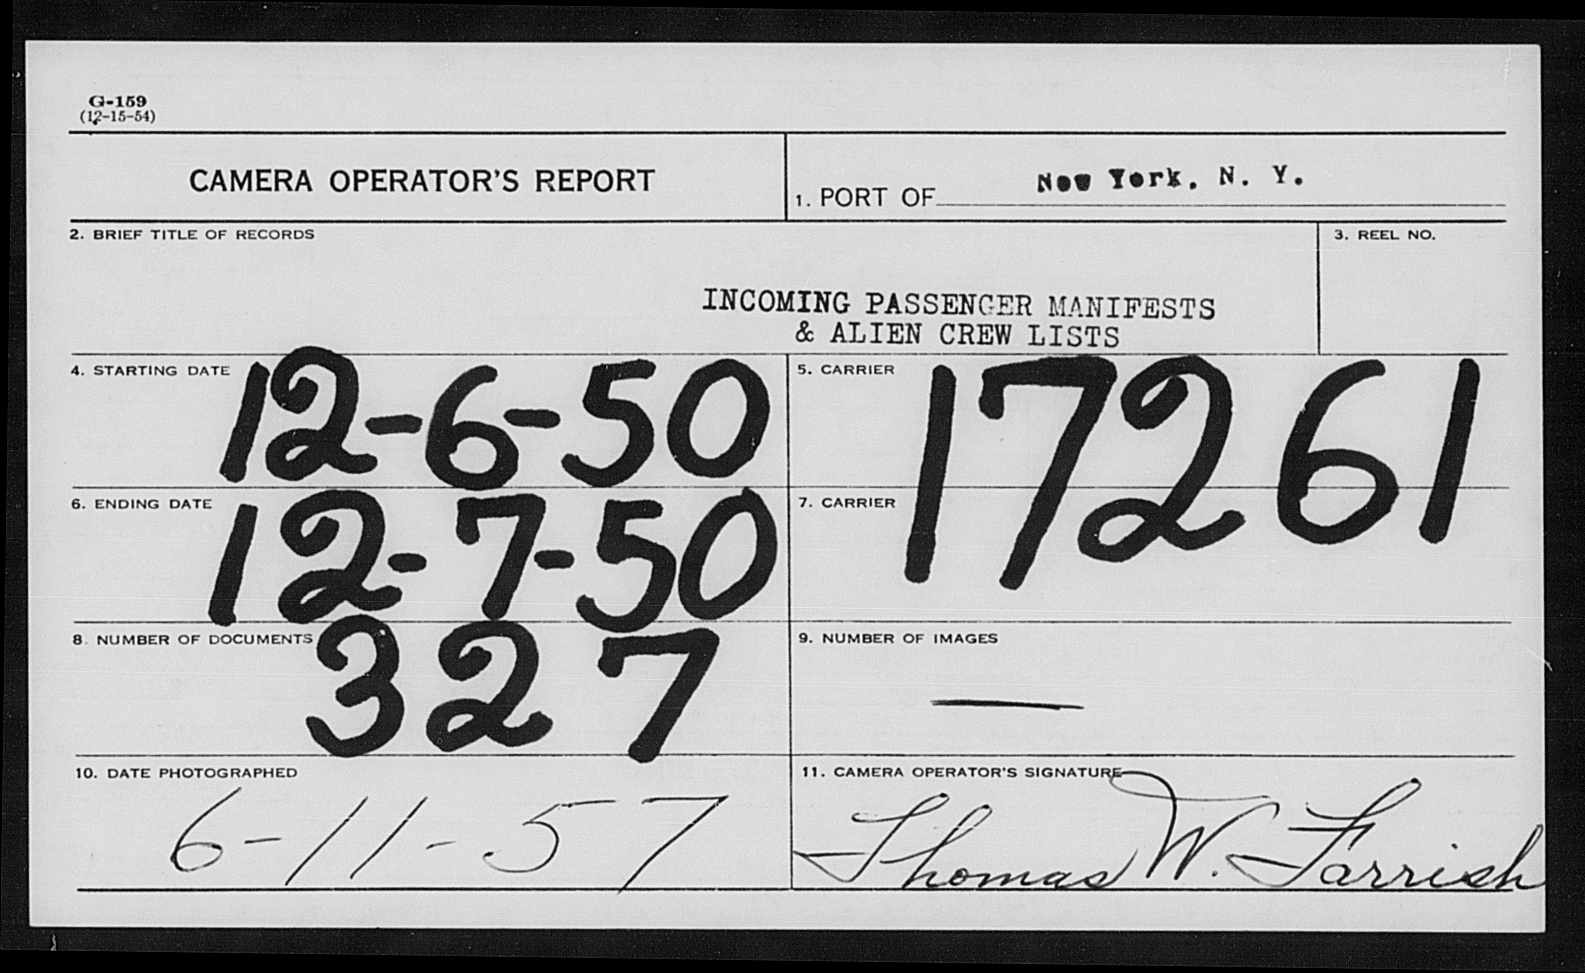 G-159
(12-15-54)
CAMERA OPERATOR'S REPORT
1. PORT OF New York, N. Y.
2. BRIEF TITLE OF RECORDS
3. REEL NO.
INCOMING PASSENGER MANIFESTS
& ALIEN CREW LISTS
4. STARTING DATE 12-6-50
5. CARRIER 17261
6. ENDING DATE 12-7-50
7. CARRIER
8. NUMBER OF DOCUMENTS 327
9. NUMBER OF IMAGES —
10. DATE PHOTOGRAPHED
11. CAMERA OPERATOR'S SIGNATURE
6-11-57
Thomas W. Farrish